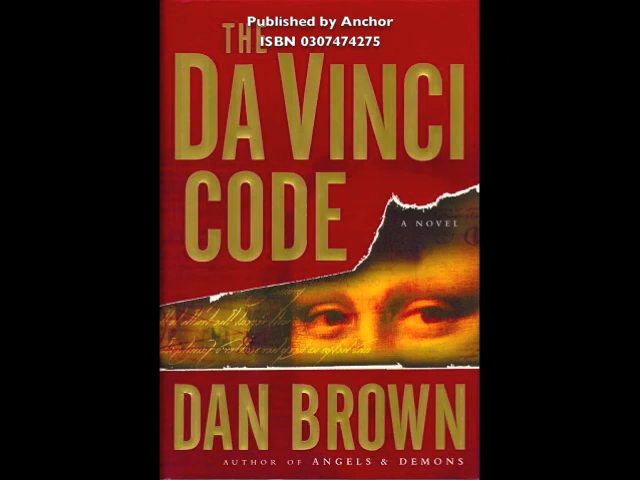 Published by Anchor
ISBN 0307474275
THE
DA VINCI
CODE
A NOVEL
DAN BROWN
AUTHOR OF ANGELS & DEMONS